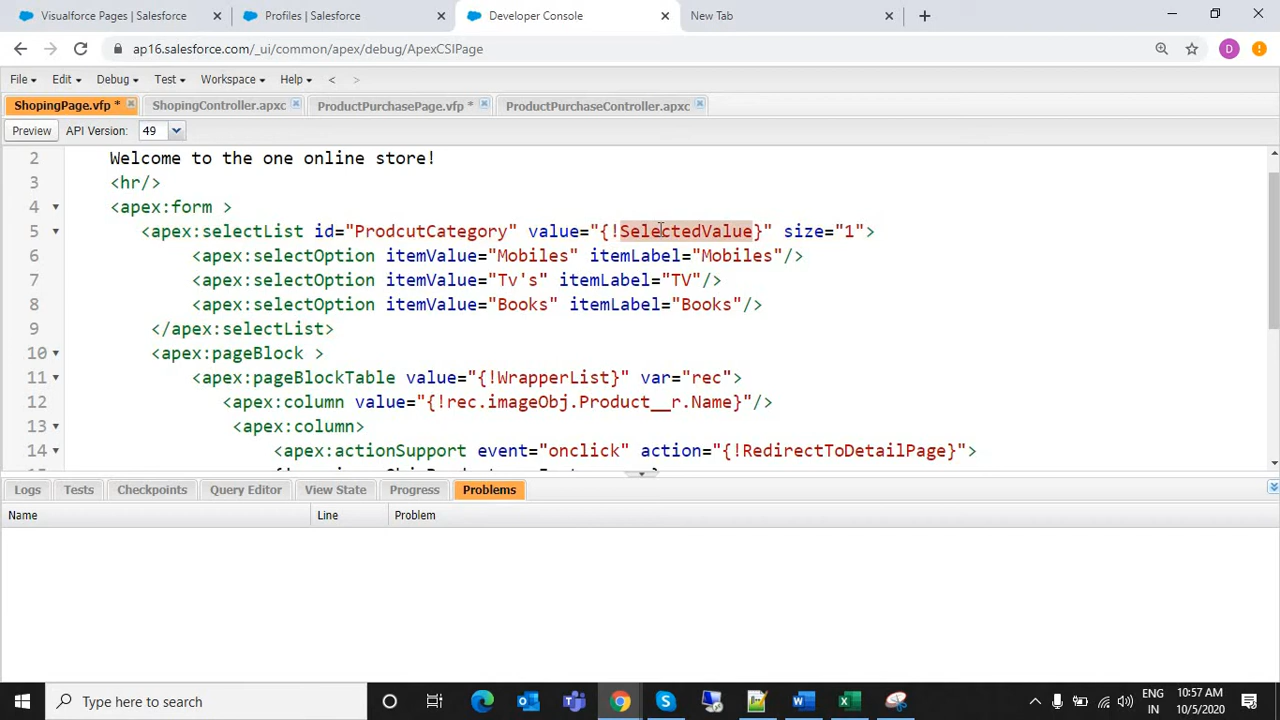 Visualforce Pages | Salesforce
Profiles | Salesforce
Developer Console
New Tab
ap16.salesforce.com/_ui/common/apex/debug/ApexCSIPage
D
File Edit Debug Test Workspace Help < >
ShopingPage.vfp *
ShopingController.apxc
ProductPurchasePage.vfp *
ProductPurchaseController.apxc
Preview API Version: 49
2 Welcome to the one online store!
3 <hr/>
4 <apex:form >
5 <apex:selectList id="ProdcutCategory" value="{!SelectedValue}" size="1">
6 <apex:selectOption itemValue="Mobiles" itemLabel="Mobiles"/>
7 <apex:selectOption itemValue="Tv's" itemLabel="TV"/>
8 <apex:selectOption itemValue="Books" itemLabel="Books"/>
9 </apex:selectList>
10 <apex:pageBlock >
11 <apex:pageBlockTable value="{!WrapperList}" var="rec">
12 <apex:column value="{!rec.imageObj.Product__r.Name}"/>
13 <apex:column>
14 <apex:actionSupport event="onclick" action="{!RedirectToDetailPage}">
Logs Tests Checkpoints Query Editor View State Progress Problems
Name Line Problem
Type here to search
ENG
IN
10:57 AM
10/5/2020